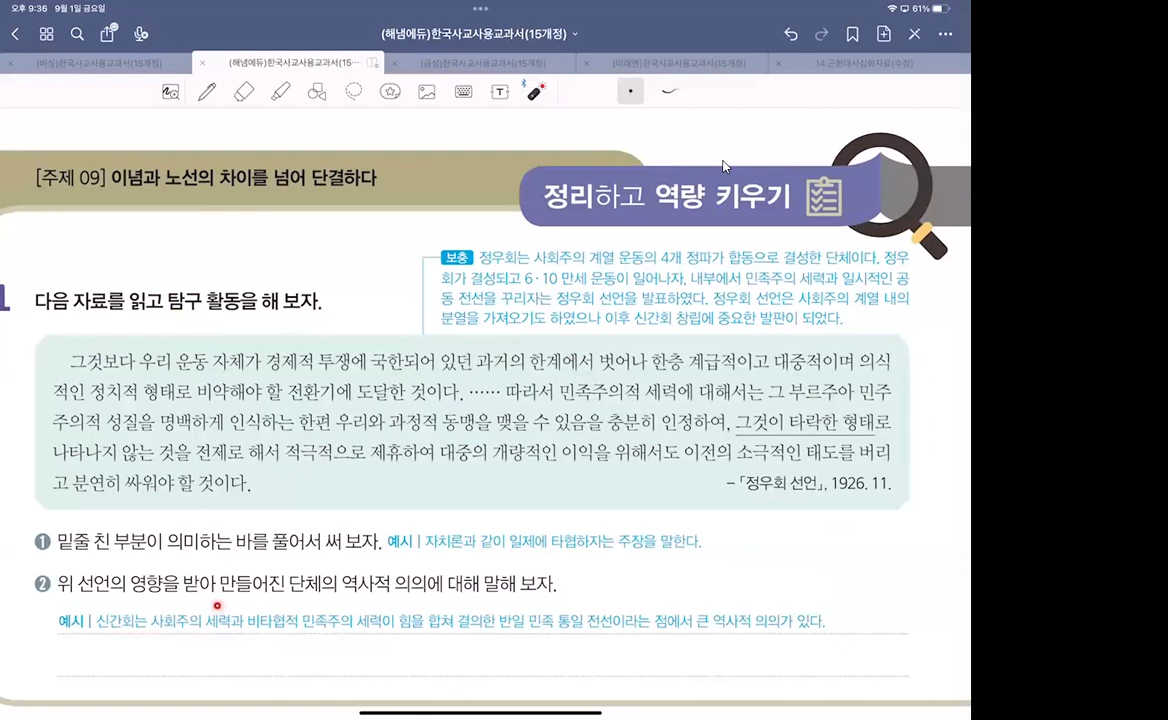 오후 9:36 9월 1일 금요일
61%
(해냄에듀)한국사교사용교과서(15개정)
(비상)한국사교사용교과서(15개정)
(해냄에듀)한국사교사용교과서(15…
(금성)한국사교사용교과서(15개정)
(미래엔)한국사교사용교과서(15개정)
14.근현대사심화자료(수정)
[주제 09] 이념과 노선의 차이를 넘어 단결하다
정리하고 역량 키우기
보충 정우회는 사회주의 계열 운동의 4개 정파가 합동으로 결성한 단체이다. 정우
회가 결성되고 6·10 만세 운동이 일어나자, 내부에서 민족주의 세력과 일시적인 공
동 전선을 꾸리자는 정우회 선언을 발표하였다. 정우회 선언은 사회주의 계열 내의
분열을 가져오기도 하였으나 이후 신간회 창립에 중요한 발판이 되었다.
1 다음 자료를 읽고 탐구 활동을 해 보자.
그것보다 우리 운동 자체가 경제적 투쟁에 국한되어 있던 과거의 한계에서 벗어나 한층 계급적이고 대중적이며 의식
적인 정치적 형태로 비약해야 할 전환기에 도달한 것이다. …… 따라서 민족주의적 세력에 대해서는 그 부르주아 민주
주의적 성질을 명백하게 인식하는 한편 우리와 과정적 동맹을 맺을 수 있음을 충분히 인정하여, 그것이 타락한 형태로
나타나지 않는 것을 전제로 해서 적극적으로 제휴하여 대중의 개량적인 이익을 위해서도 이전의 소극적인 태도를 버리
고 분연히 싸워야 할 것이다.
-「정우회 선언」, 1926. 11.
❶ 밑줄 친 부분이 의미하는 바를 풀어서 써 보자. 예시 | 자치론과 같이 일제에 타협하자는 주장을 말한다.
❷ 위 선언의 영향을 받아 만들어진 단체의 역사적 의의에 대해 말해 보자.
예시 | 신간회는 사회주의 세력과 비타협적 민족주의 세력이 힘을 합쳐 결의한 반일 민족 통일 전선이라는 점에서 큰 역사적 의의가 있다.